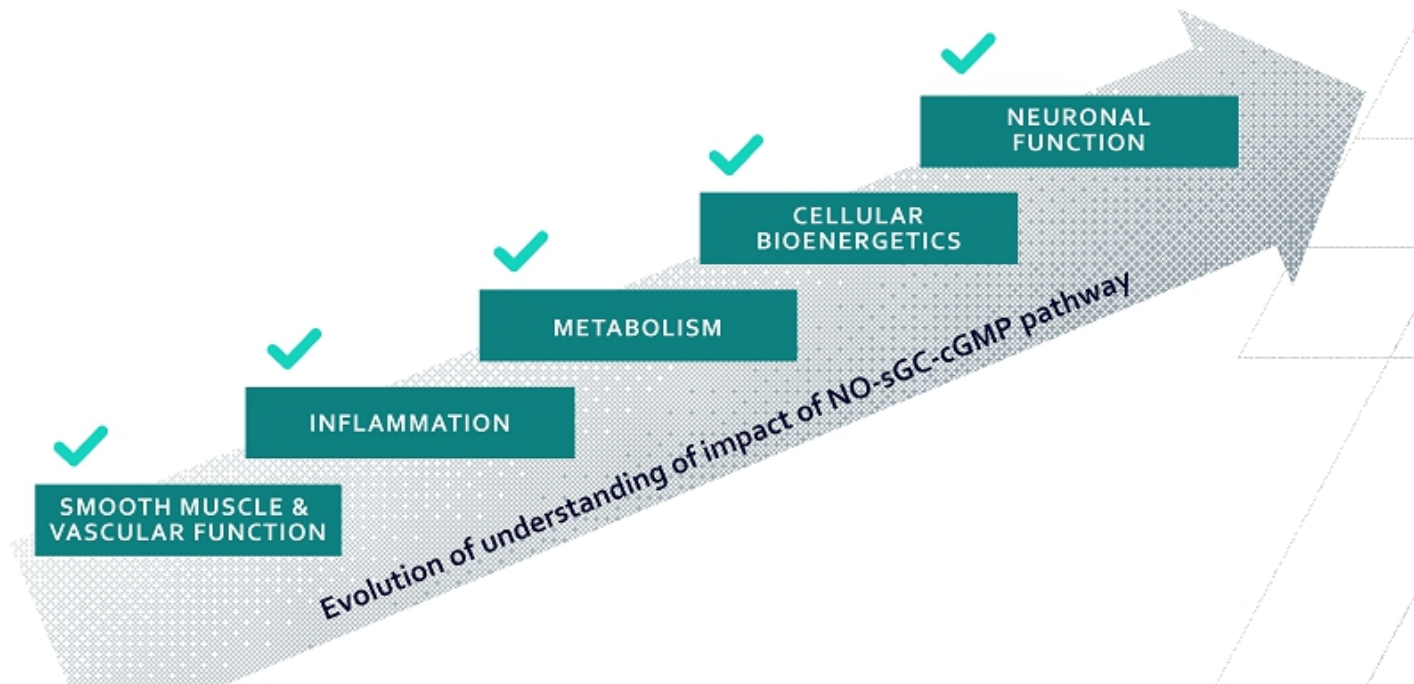 NEURONAL
FUNCTION
CELLULAR
BIOENERGETICS
METABOLISM
INFLAMMATION
SMOOTH MUSCLE &
VASCULAR FUNCTION
Evolution of understanding of impact of NO-sGC-cGMP pathway